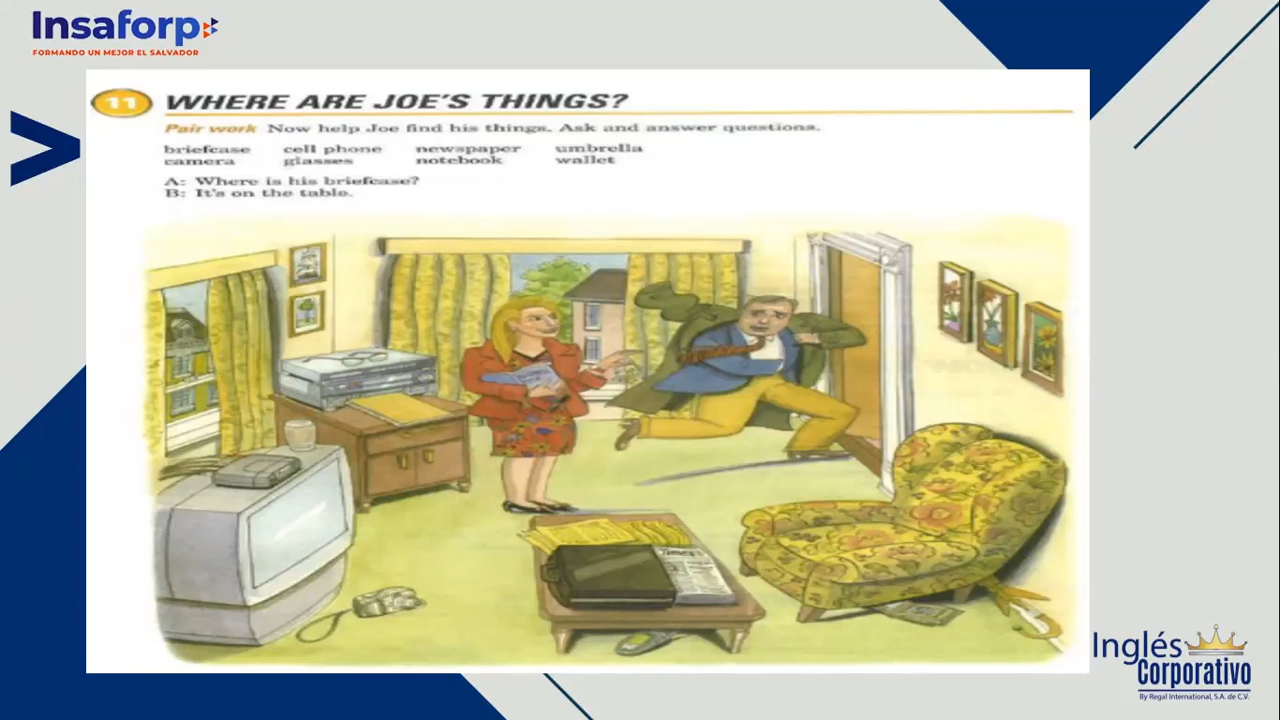 Insaforp
FORMANDO UN MEJOR EL SALVADOR
11 WHERE ARE JOE'S THINGS?
Pair work Now help Joe find his things. Ask and answer questions.
briefcase cell phone newspaper umbrella
camera glasses notebook wallet
A: Where is his briefcase?
B: It's on the table.
Times
Inglés
Corporativo
By Regal International, S.A. de C.V.